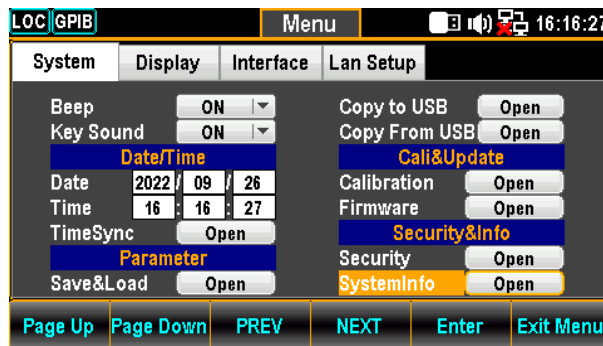 LOC GPIB Menu 16:16:27
System Display Interface Lan Setup
Beep ON
Key Sound ON
Date/Time
Date 2022 / 09 / 26
Time 16 : 16 : 27
TimeSync Open
Parameter
Save&Load Open
Copy to USB Open
Copy From USB Open
Cali&Update
Calibration Open
Firmware Open
Security&Info
Security Open
SystemInfo Open
Page Up Page Down PREV NEXT Enter Exit Menu